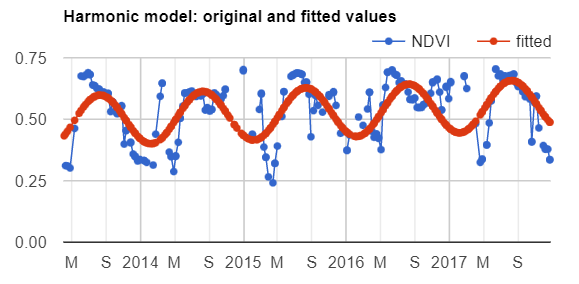 Harmonic model: original and fitted values
NDVI fitted
0.75
0.50
0.25
0.00
M S 2014 M S 2015 M S 2016 M S 2017 M S